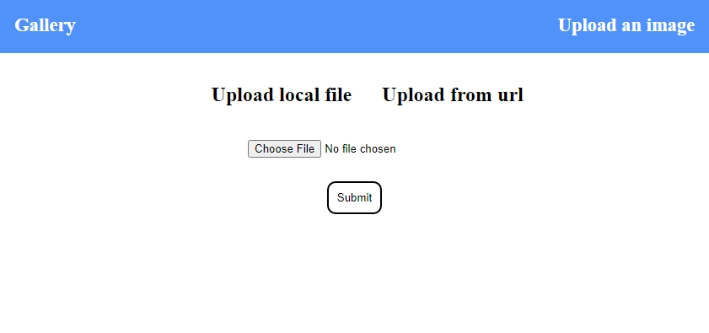 Gallery Upload an image
Upload local file Upload from url
Choose File No file chosen
Submit